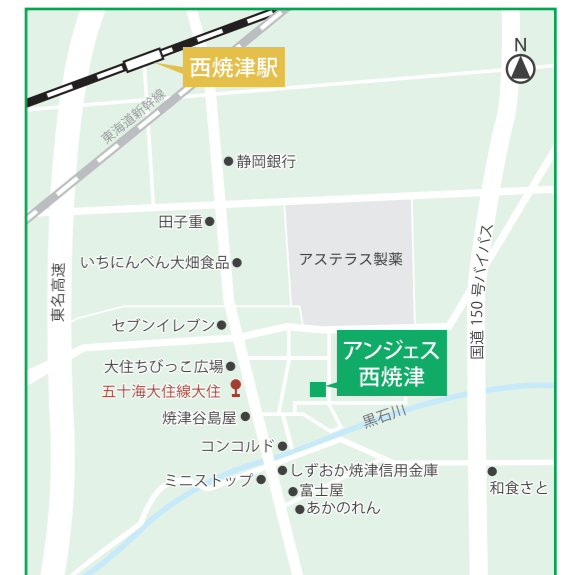 N
西焼津駅
東海道新幹線
静岡銀行
田子重
いちにんべん大畑食品
アステラス製薬
東名高速
国道150号バイパス
セブンイレブン
アンジェス
西焼津
大住ちびっこ広場
五十海大住線大住
焼津谷島屋
黒石川
コンコルド
しずおか焼津信用金庫
ミニストップ
富士屋
和食さと
あかのれん